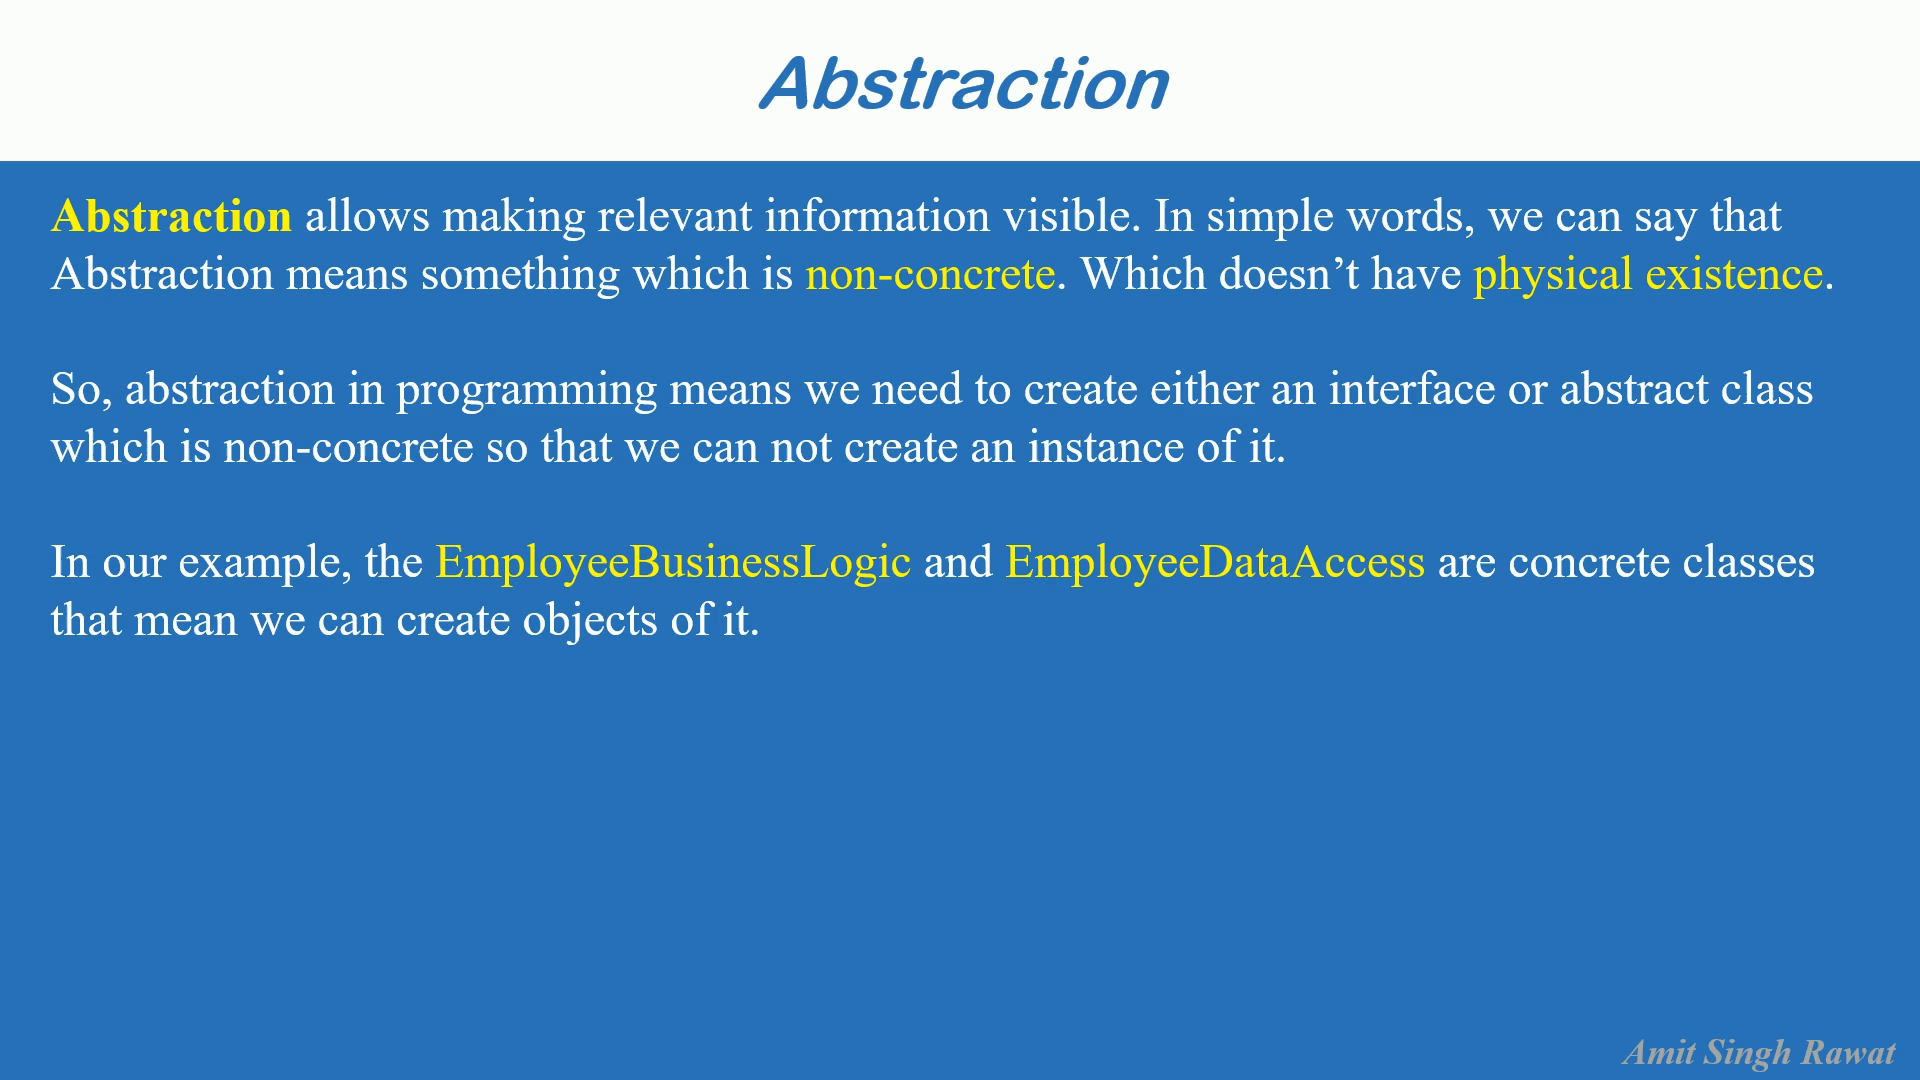 Abstraction
Abstraction allows making relevant information visible. In simple words, we can say that
Abstraction means something which is non-concrete. Which doesn’t have physical existence.
So, abstraction in programming means we need to create either an interface or abstract class
which is non-concrete so that we can not create an instance of it.
In our example, the EmployeeBusinessLogic and EmployeeDataAccess are concrete classes
that mean we can create objects of it.
Amit Singh Rawat